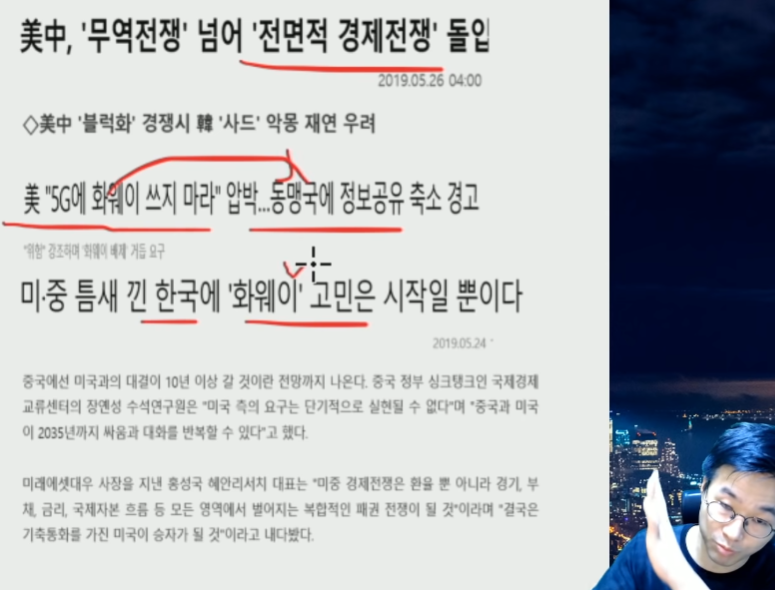 美中, '무역전쟁' 넘어 '전면적 경제전쟁' 돌입
2019.05.26 04:00
◇美中 '블럭화' 경쟁시 韓 '사드' 악몽 재연 우려
美 "5G에 화웨이 쓰지 마라" 압박...동맹국에 정보공유 축소 경고
"위험" 강조하며 '화웨이 배제' 거듭 요구
미·중 틈새 낀 한국에 '화웨이' 고민은 시작일 뿐이다
2019.05.24
중국에선 미국과의 대결이 10년 이상 갈 것이란 전망까지 나온다. 중국 정부 싱크탱크인 국제경제
교류센터의 장옌성 수석연구원은 "미국 측의 요구는 단기적으로 실현될 수 없다"며 "중국과 미국
이 2035년까지 싸움과 대화를 반복할 수 있다"고 했다.
미래에셋대우 사장을 지낸 홍성국 혜안리서치 대표는 "미중 경제전쟁은 환율 뿐 아니라 경기, 부
채, 금리, 국제자본 흐름 등 모든 영역에서 벌어지는 복합적인 패권 전쟁이 될 것"이라며 "결국은
기축통화를 가진 미국이 승자가 될 것"이라고 내다봤다.